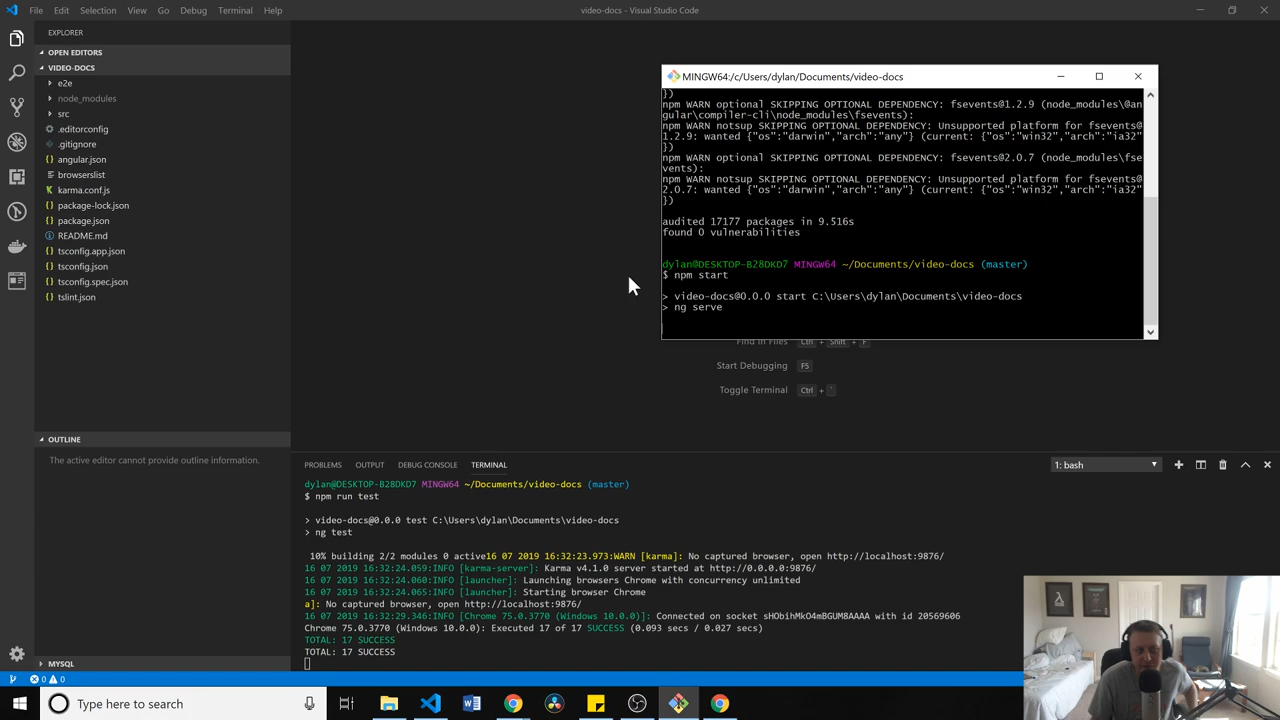 File Edit Selection View Go Debug Terminal Help
video-docs - Visual Studio Code
EXPLORER
OPEN EDITORS
VIDEO-DOCS
e2e
node_modules
src
.editorconfig
.gitignore
angular.json
browserslist
karma.conf.js
package-lock.json
package.json
README.md
tsconfig.app.json
tsconfig.json
tsconfig.spec.json
tslint.json
OUTLINE
The active editor cannot provide outline information.
MYSQL
MINGW64:/c/Users/dylan/Documents/video-docs
})
npm WARN optional SKIPPING OPTIONAL DEPENDENCY: fsevents@1.2.9 (node_modules\@an
gular\compiler-cli\node_modules\fsevents):
npm WARN notsup SKIPPING OPTIONAL DEPENDENCY: Unsupported platform for fsevents@
1.2.9: wanted {"os":"darwin","arch":"any"} (current: {"os":"win32","arch":"ia32"
})
npm WARN optional SKIPPING OPTIONAL DEPENDENCY: fsevents@2.0.7 (node_modules\fse
vents):
npm WARN notsup SKIPPING OPTIONAL DEPENDENCY: Unsupported platform for fsevents@
2.0.7: wanted {"os":"darwin","arch":"any"} (current: {"os":"win32","arch":"ia32"
})
audited 17177 packages in 9.516s
found 0 vulnerabilities
dylan@DESKTOP-B28DKD7 MINGW64 ~/Documents/video-docs (master)
$ npm start
> video-docs@0.0.0 start C:\Users\dylan\Documents\video-docs
> ng serve
Find in Files Ctrl + Shift + F
Start Debugging F5
Toggle Terminal Ctrl + `
PROBLEMS OUTPUT DEBUG CONSOLE TERMINAL
1: bash
dylan@DESKTOP-B28DKD7 MINGW64 ~/Documents/video-docs (master)
$ npm run test
> video-docs@0.0.0 test C:\Users\dylan\Documents\video-docs
> ng test
10% building 2/2 modules 0 active16 07 2019 16:32:23.973:WARN [karma]: No captured browser, open http://localhost:9876/
16 07 2019 16:32:24.059:INFO [karma-server]: Karma v4.1.0 server started at http://0.0.0.0:9876/
16 07 2019 16:32:24.060:INFO [launcher]: Launching browsers Chrome with concurrency unlimited
16 07 2019 16:32:24.065:INFO [launcher]: Starting browser Chrome
a]: No captured browser, open http://localhost:9876/
16 07 2019 16:32:29.346:INFO [Chrome 75.0.3770 (Windows 10.0.0)]: Connected on socket sHObihMkO4mBGUM8AAAA with id 20569606
Chrome 75.0.3770 (Windows 10.0.0): Executed 17 of 17 SUCCESS (0.093 secs / 0.027 secs)
TOTAL: 17 SUCCESS
TOTAL: 17 SUCCESS
0 0
Type here to search